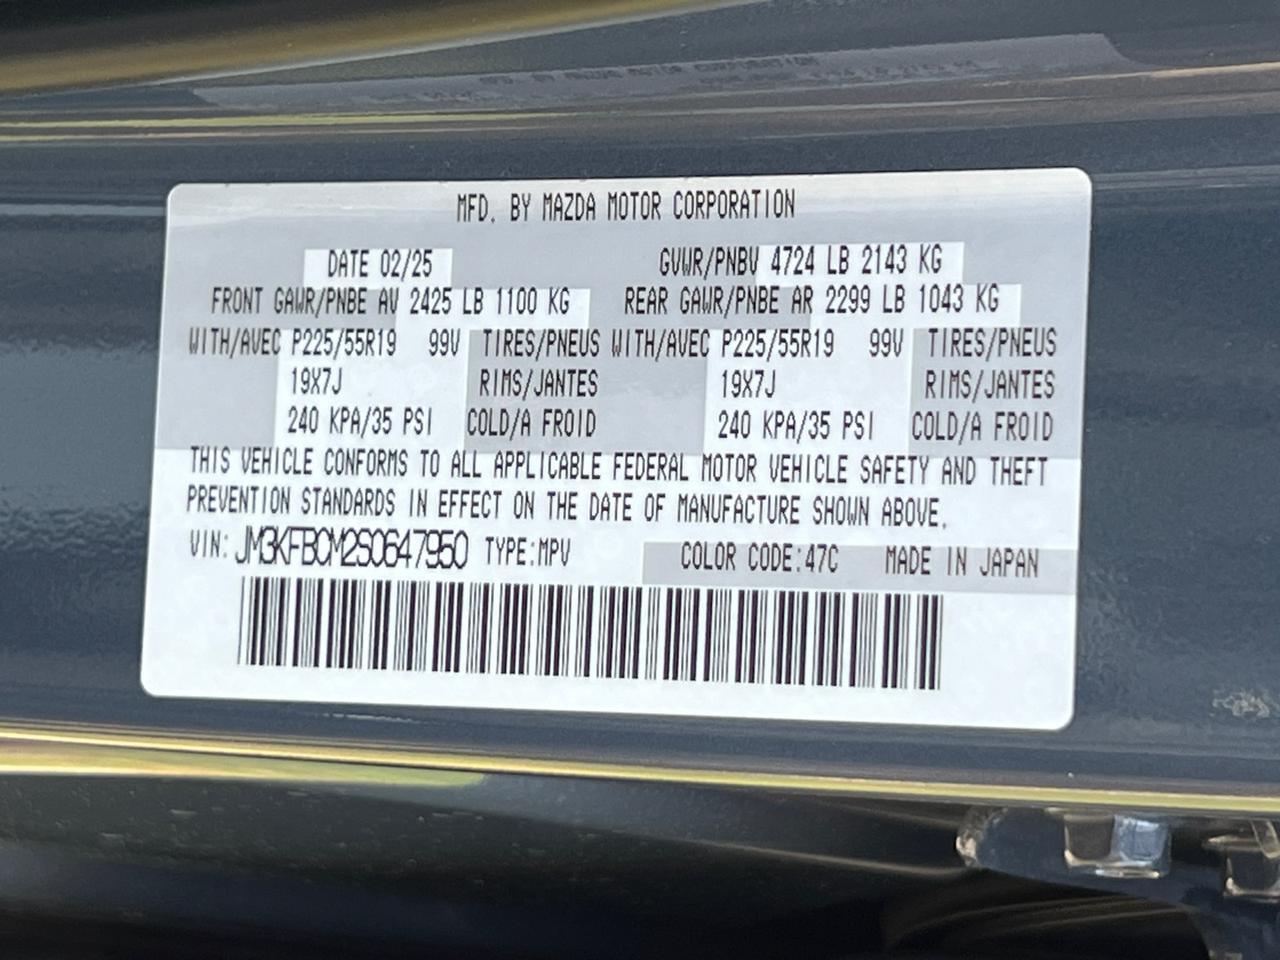 MFD. BY MAZDA MOTOR CORPORATION
DATE 02/25 GVWR/PNBV 4724 LB 2143 KG
FRONT GAWR/PNBE AV 2425 LB 1100 KG REAR GAWR/PNBE AR 2299 LB 1043 KG
WITH/AVEC P225/55R19 99V TIRES/PNEUS WITH/AVEC P225/55R19 99V TIRES/PNEUS
19X7J RIMS/JANTES 19X7J RIMS/JANTES
240 KPA/35 PSI COLD/A FROID 240 KPA/35 PSI COLD/A FROID
THIS VEHICLE CONFORMS TO ALL APPLICABLE FEDERAL MOTOR VEHICLE SAFETY AND THEFT
PREVENTION STANDARDS IN EFFECT ON THE DATE OF MANUFACTURE SHOWN ABOVE.
VIN: JM3KFBCM2S0647950 TYPE:MPV COLOR CODE:47C MADE IN JAPAN